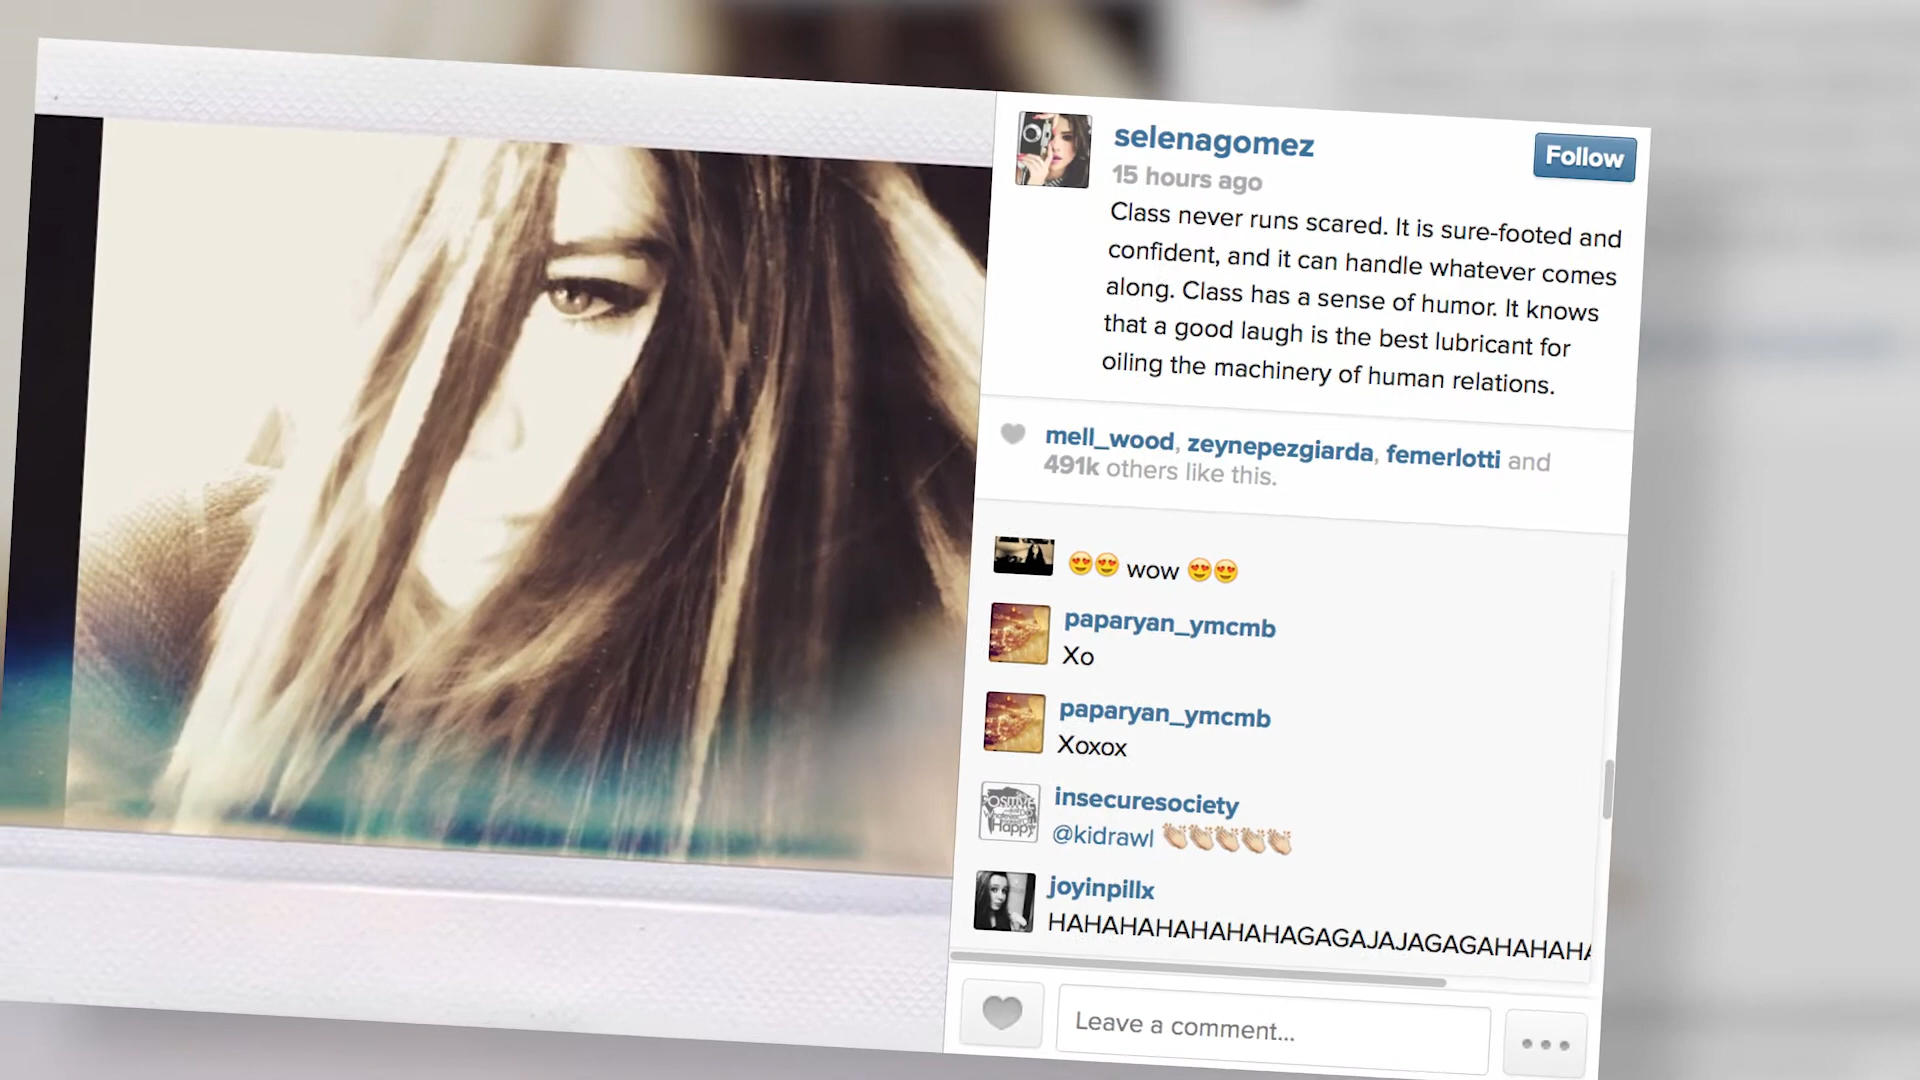 selenagomez
Follow
15 hours ago
Class never runs scared. It is sure-footed and
confident, and it can handle whatever comes
along. Class has a sense of humor. It knows
that a good laugh is the best lubricant for
oiling the machinery of human relations.
mell_wood, zeynepezgiarda, femerlotti and
491k others like this.
😍😍 wow 😍😍
paparyan_ymcmb
Xo
paparyan_ymcmb
Xoxox
insecuresociety
@kidrawl 👏👏👏👏👏
joyinpillx
HAHAHAHAHAHAHAGAGAJAJAGAGAHAHAHA
Leave a comment...